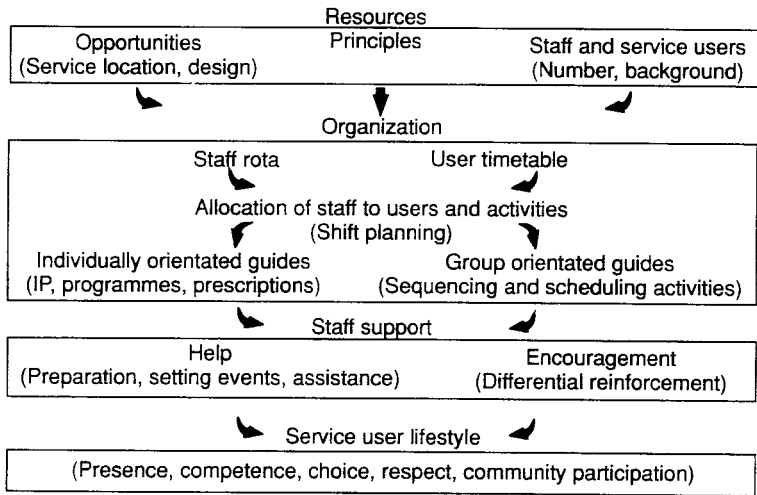 Resources
Opportunities Principles Staff and service users
(Service location, design) (Number, background)
Organization
Staff rota User timetable
Allocation of staff to users and activities
(Shift planning)
Individually orientated guides Group orientated guides
(IP, programmes, prescriptions) (Sequencing and scheduling activities)
Staff support
Help Encouragement
(Preparation, setting events, assistance) (Differential reinforcement)
Service user lifestyle
(Presence, competence, choice, respect, community participation)